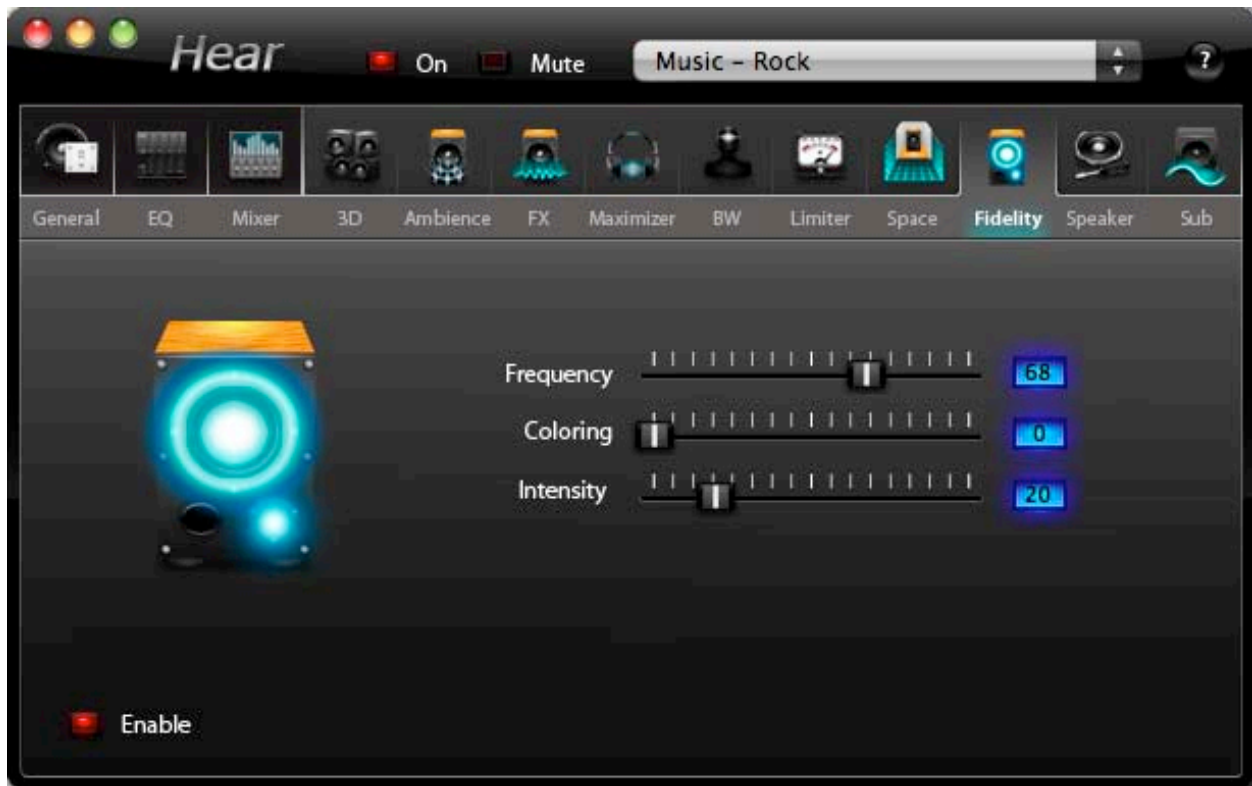 Hear On Mute Music – Rock ?
General EQ Mixer 3D Ambience FX Maximizer BW Limiter Space Fidelity Speaker Sub
Frequency 68
Coloring 0
Intensity 20
Enable